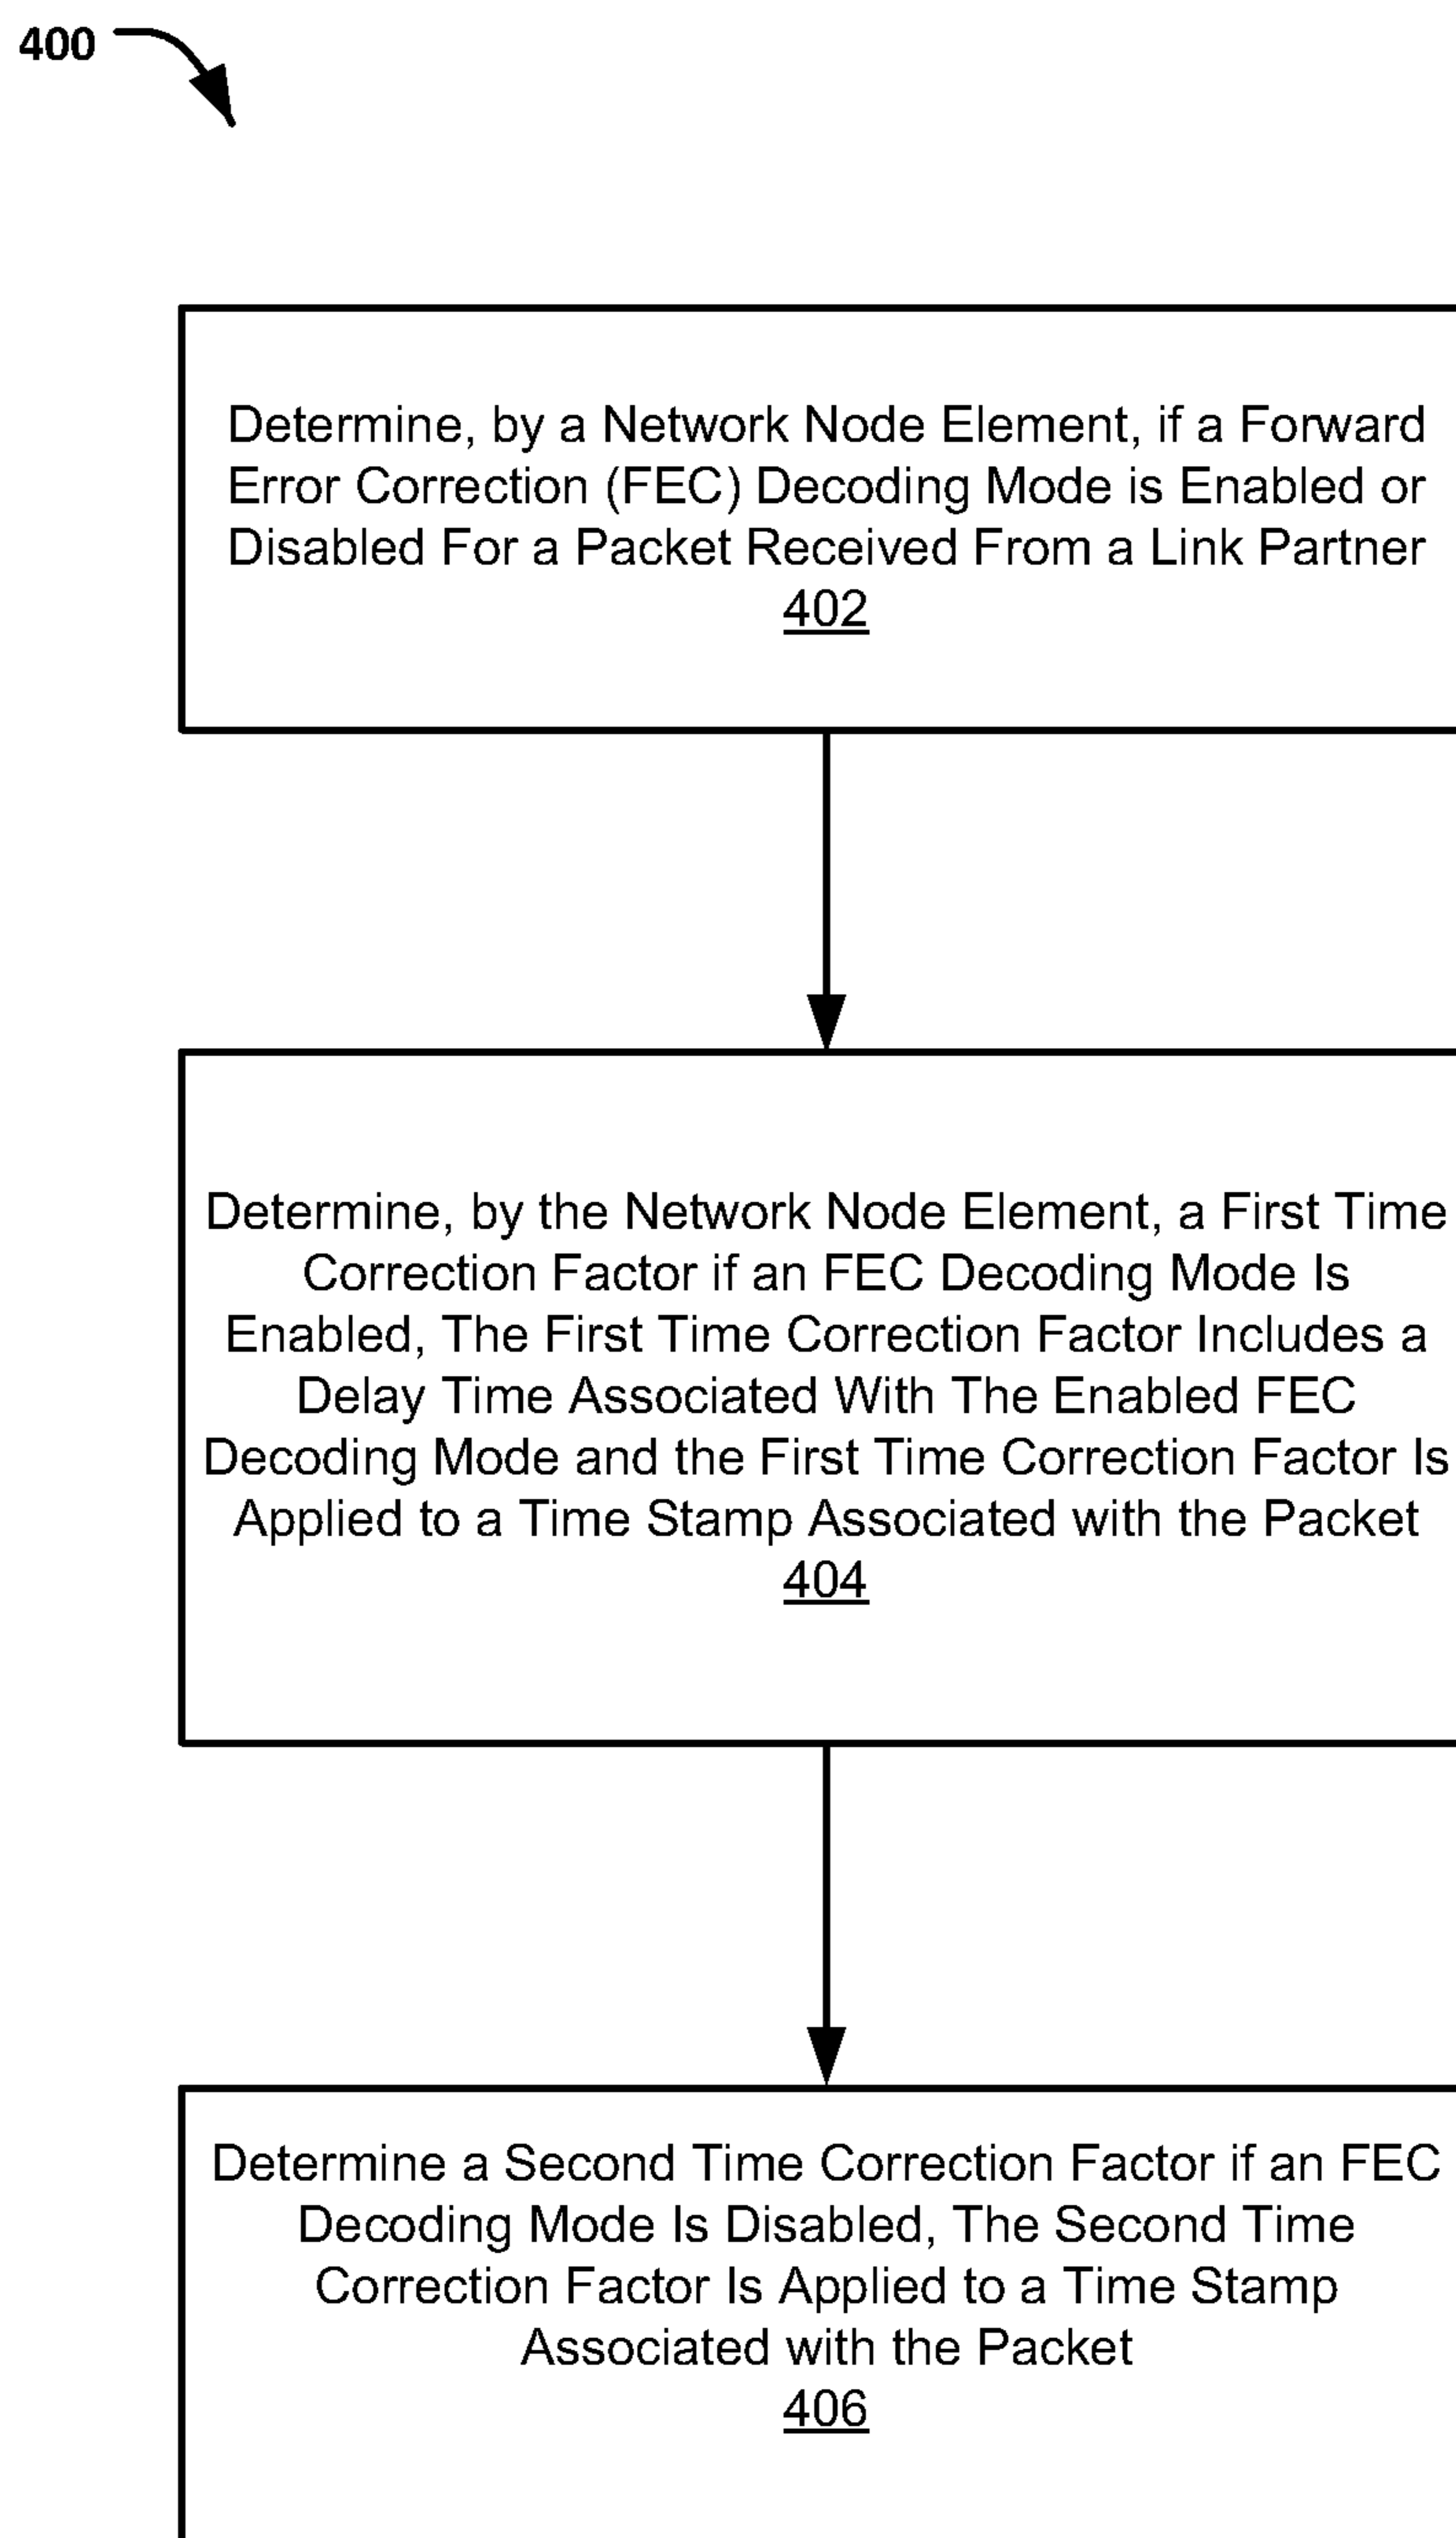 400
Determine, by a Network Node Element, if a Forward
Error Correction (FEC) Decoding Mode is Enabled or
Disabled For a Packet Received From a Link Partner
402
Determine, by the Network Node Element, a First Time
Correction Factor if an FEC Decoding Mode Is
Enabled, The First Time Correction Factor Includes a
Delay Time Associated With The Enabled FEC
Decoding Mode and the First Time Correction Factor Is
Applied to a Time Stamp Associated with the Packet
404
Determine a Second Time Correction Factor if an FEC
Decoding Mode Is Disabled, The Second Time
Correction Factor Is Applied to a Time Stamp
Associated with the Packet
406